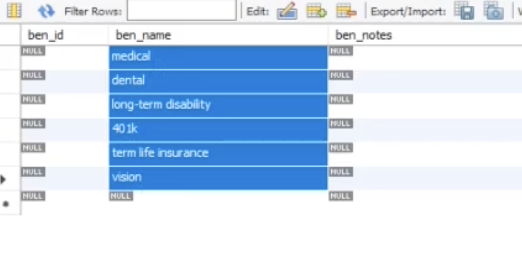 Filter Rows: Edit: Export/Import:
ben_id ben_name ben_notes
NULL medical NULL
NULL dental NULL
NULL long-term disability NULL
NULL 401k NULL
NULL term life insurance NULL
NULL vision NULL
NULL NULL NULL